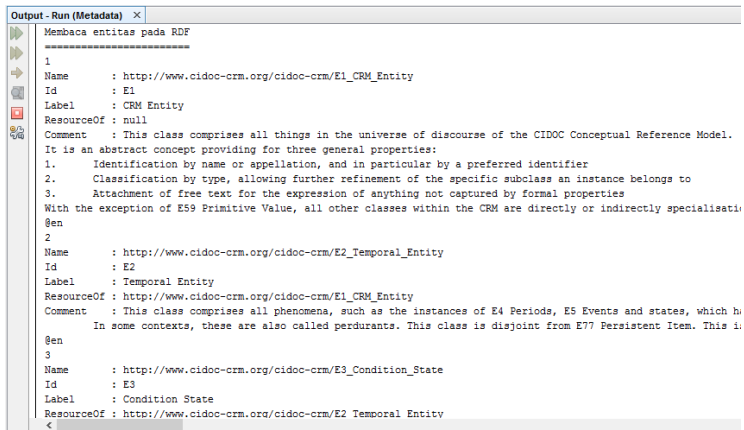 Output - Run (Metadata) ×
Membaca entitas pada RDF
========================
1
Name : http://www.cidoc-crm.org/cidoc-crm/E1_CRM_Entity
Id : E1
Label : CRM Entity
ResourceOf : null
Comment : This class comprises all things in the universe of discourse of the CIDOC Conceptual Reference Model.
It is an abstract concept providing for three general properties:
1. Identification by name or appellation, and in particular by a preferred identifier
2. Classification by type, allowing further refinement of the specific subclass an instance belongs to
3. Attachment of free text for the expression of anything not captured by formal properties
With the exception of E59 Primitive Value, all other classes within the CRM are directly or indirectly specialisatio
@en
2
Name : http://www.cidoc-crm.org/cidoc-crm/E2_Temporal_Entity
Id : E2
Label : Temporal Entity
ResourceOf : http://www.cidoc-crm.org/cidoc-crm/E1_CRM_Entity
Comment : This class comprises all phenomena, such as the instances of E4 Periods, E5 Events and states, which ha
In some contexts, these are also called perdurants. This class is disjoint from E77 Persistent Item. This is
@en
3
Name : http://www.cidoc-crm.org/cidoc-crm/E3_Condition_State
Id : E3
Label : Condition State
ResourceOf : http://www.cidoc-crm.org/cidoc-crm/E2_Temporal_Entity